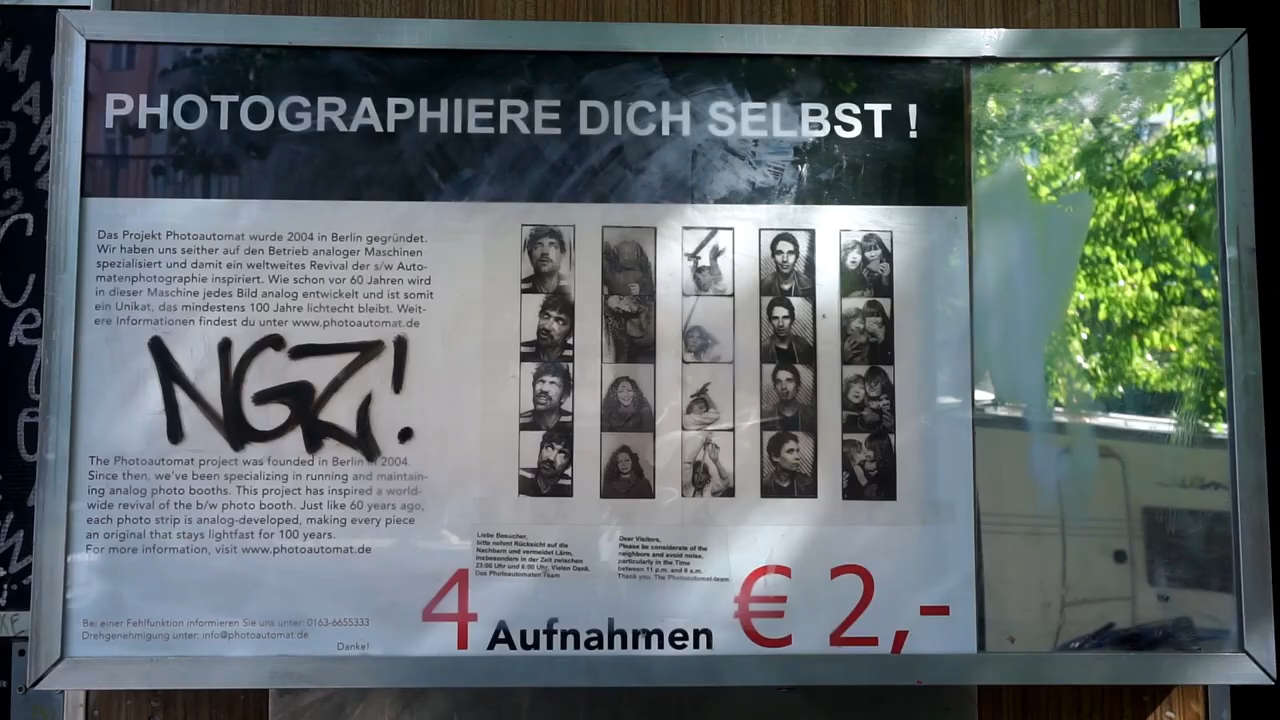 PHOTOGRAPHIERE DICH SELBST !
Das Projekt Photoautomat wurde 2004 in Berlin gegründet.
Wir haben uns seither auf den Betrieb analoger Maschinen
spezialisiert und damit ein weltweites Revival der s/w Auto-
matenphotographie inspiriert. Wie schon vor 60 Jahren wird
in dieser Maschine jedes Bild analog entwickelt und ist somit
ein Unikat, das mindestens 100 Jahre lichtecht bleibt. Weit-
ere Informationen findest du unter www.photoautomat.de
NGZ!
The Photoautomat project was founded in Berlin in 2004.
Since then, we've been specializing in running and maintain-
ing analog photo booths. This project has inspired a world-
wide revival of the b/w photo booth. Just like 60 years ago,
each photo strip is analog-developed, making every piece
an original that stays lightfast for 100 years.
For more information, visit www.photoautomat.de
Bei einer Fehlfunktion informieren Sie uns unter: 0163-6655333
Drehgenehmigung unter: info@photoautomat.de
Danke!
Liebe Besucher,
bitte nehmt Rücksicht auf die
Nachbarn und vermeidet Lärm,
insbesondere in der Zeit zwischen
23:00 Uhr und 6:00 Uhr. Vielen Dank.
Das Photoautomaten-Team
Dear Visitors,
Please be considerate of the
neighbors and avoid noise,
particularly in the Time
between 11 p.m. and 6 a.m.
Thank you. The Photoautomat-team
4 Aufnahmen € 2,-